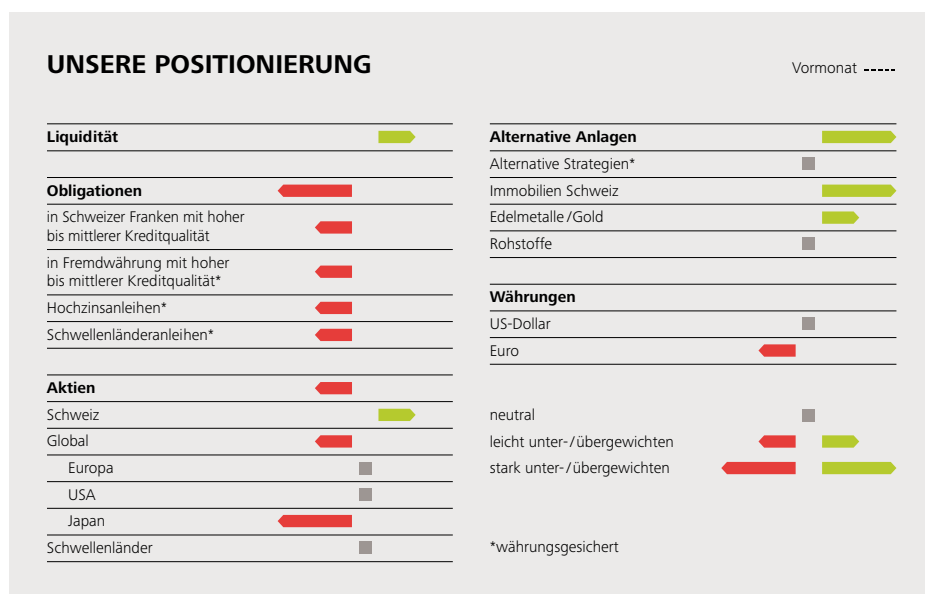 UNSERE POSITIONIERUNG
Vormonat
Liquidität
Obligationen
in Schweizer Franken mit hoher
bis mittlerer Kreditqualität
in Fremdwährung mit hoher
bis mittlerer Kreditqualität*
Hochzinsanleihen*
Schwellenländeranleihen*
Aktien
Schweiz
Global
Europa
USA
Japan
Schwellenländer
Alternative Anlagen
Alternative Strategien*
Immobilien Schweiz
Edelmetalle/Gold
Rohstoffe
Währungen
US-Dollar
Euro
neutral
leicht unter-/übergewichten
stark unter-/übergewichten
*währungsgesichert